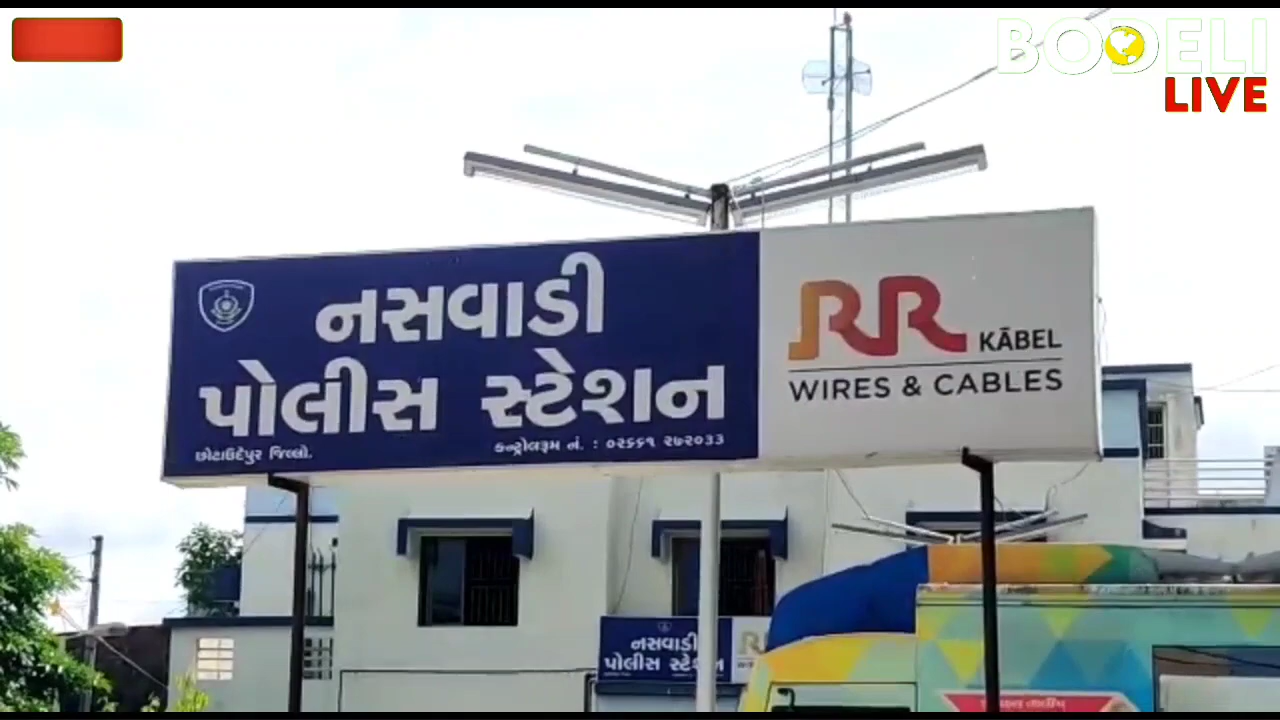 BODELI
LIVE
નસવાડી
પોલીસ સ્ટેશન
છોટાઉદેપુર જિલ્લો.
કન્ટ્રોલરૂમ નં. : ૦૨૬૬૧ ૨૭૨૦૩૩
RR KĀBEL
WIRES & CABLES
નસવાડી
પોલીસ સ્ટેશન